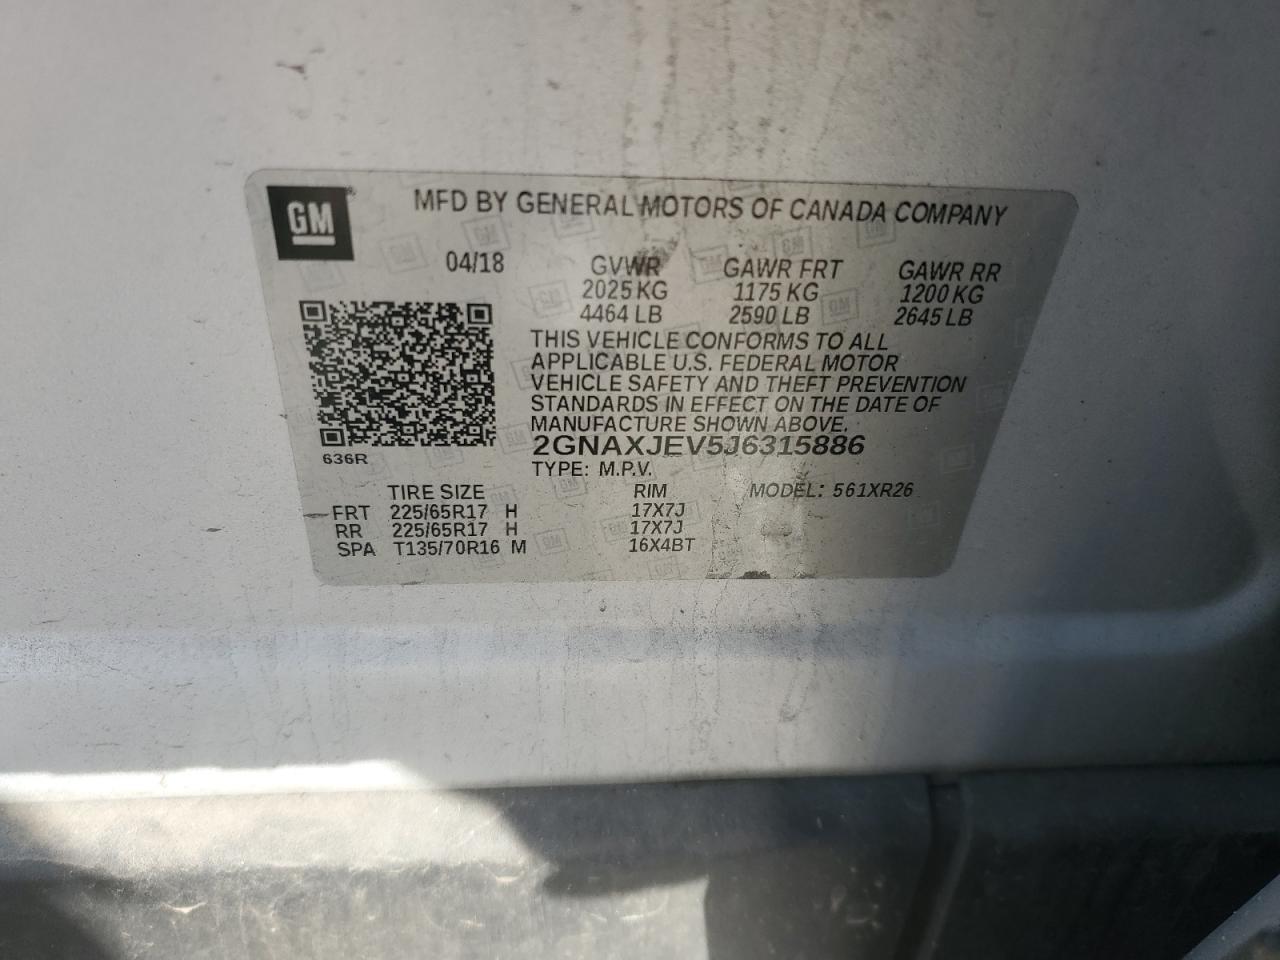 GM
MFD BY GENERAL MOTORS OF CANADA COMPANY
04/18 GVWR GAWR FRT GAWR RR
2025 KG 1175 KG 1200 KG
4464 LB 2590 LB 2645 LB
THIS VEHICLE CONFORMS TO ALL
APPLICABLE U.S. FEDERAL MOTOR
VEHICLE SAFETY AND THEFT PREVENTION
STANDARDS IN EFFECT ON THE DATE OF
MANUFACTURE SHOWN ABOVE.
2GNAXJEV5J6315886
636R
TYPE: M.P.V.
TIRE SIZE RIM MODEL: 561XR26
FRT 225/65R17 H 17X7J
RR 225/65R17 H 17X7J
SPA T135/70R16 M 16X4BT